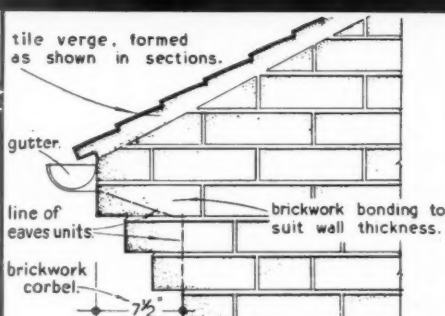 tile verge, formed
as shown in sections.
gutter.
line of
eaves units
brickwork bonding to
suit wall thickness.
brickwork
corbel.
7½"